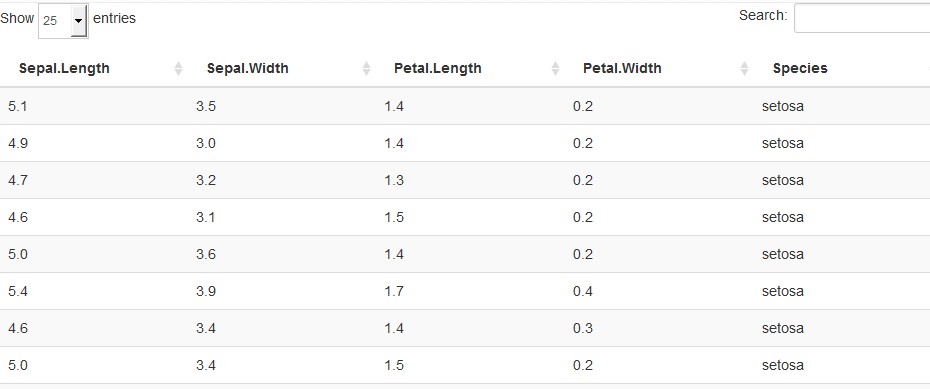 Show 25 entries Search:
Sepal.Length Sepal.Width Petal.Length Petal.Width Species
5.1 3.5 1.4 0.2 setosa
4.9 3.0 1.4 0.2 setosa
4.7 3.2 1.3 0.2 setosa
4.6 3.1 1.5 0.2 setosa
5.0 3.6 1.4 0.2 setosa
5.4 3.9 1.7 0.4 setosa
4.6 3.4 1.4 0.3 setosa
5.0 3.4 1.5 0.2 setosa